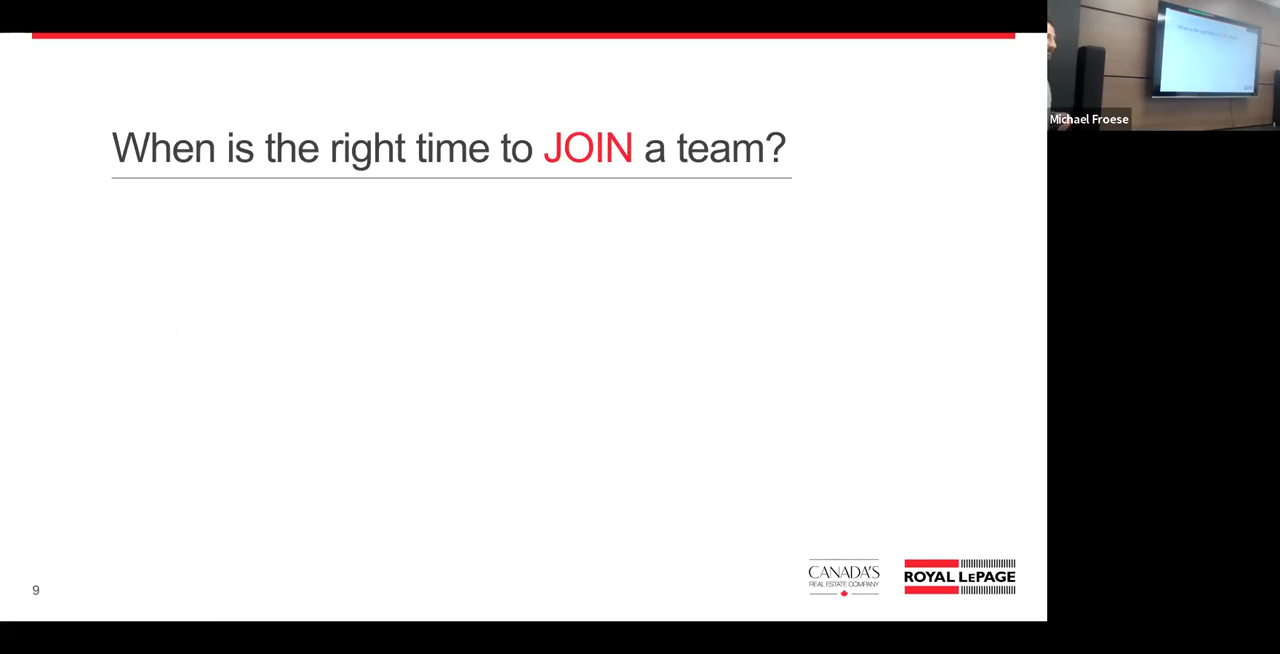 When is the right time to JOIN a team?
Michael Froese
CANADA'S
REAL ESTATE COMPANY
ROYAL LEPAGE
9